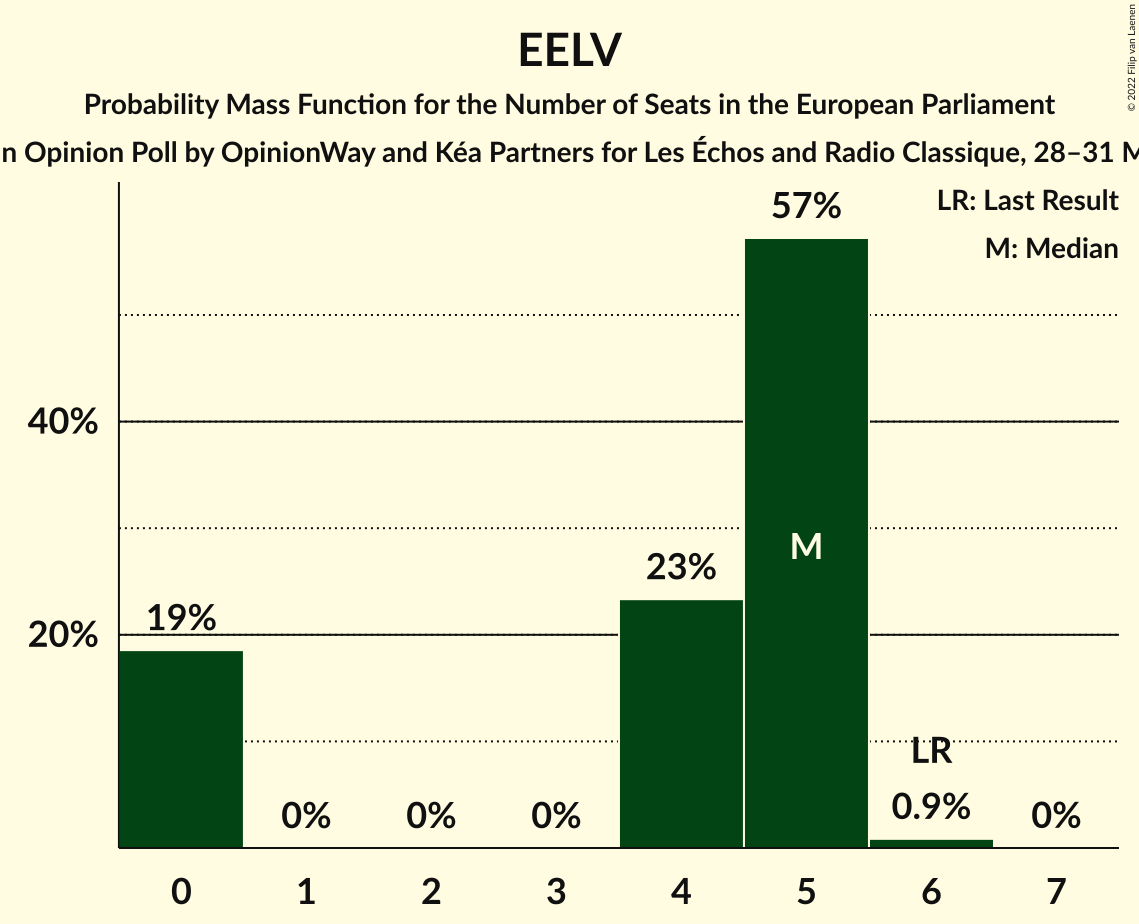 EELV
Probability Mass Function for the Number of Seats in the European Parliament
n Opinion Poll by OpinionWay and Kéa Partners for Les Échos and Radio Classique, 28–31 M
© 2022 Filip van Laenen
LR: Last Result
M: Median
57%
40%
M
23%
19%
20%
LR
0% 0% 0% 0.9% 0%
0 1 2 3 4 5 6 7